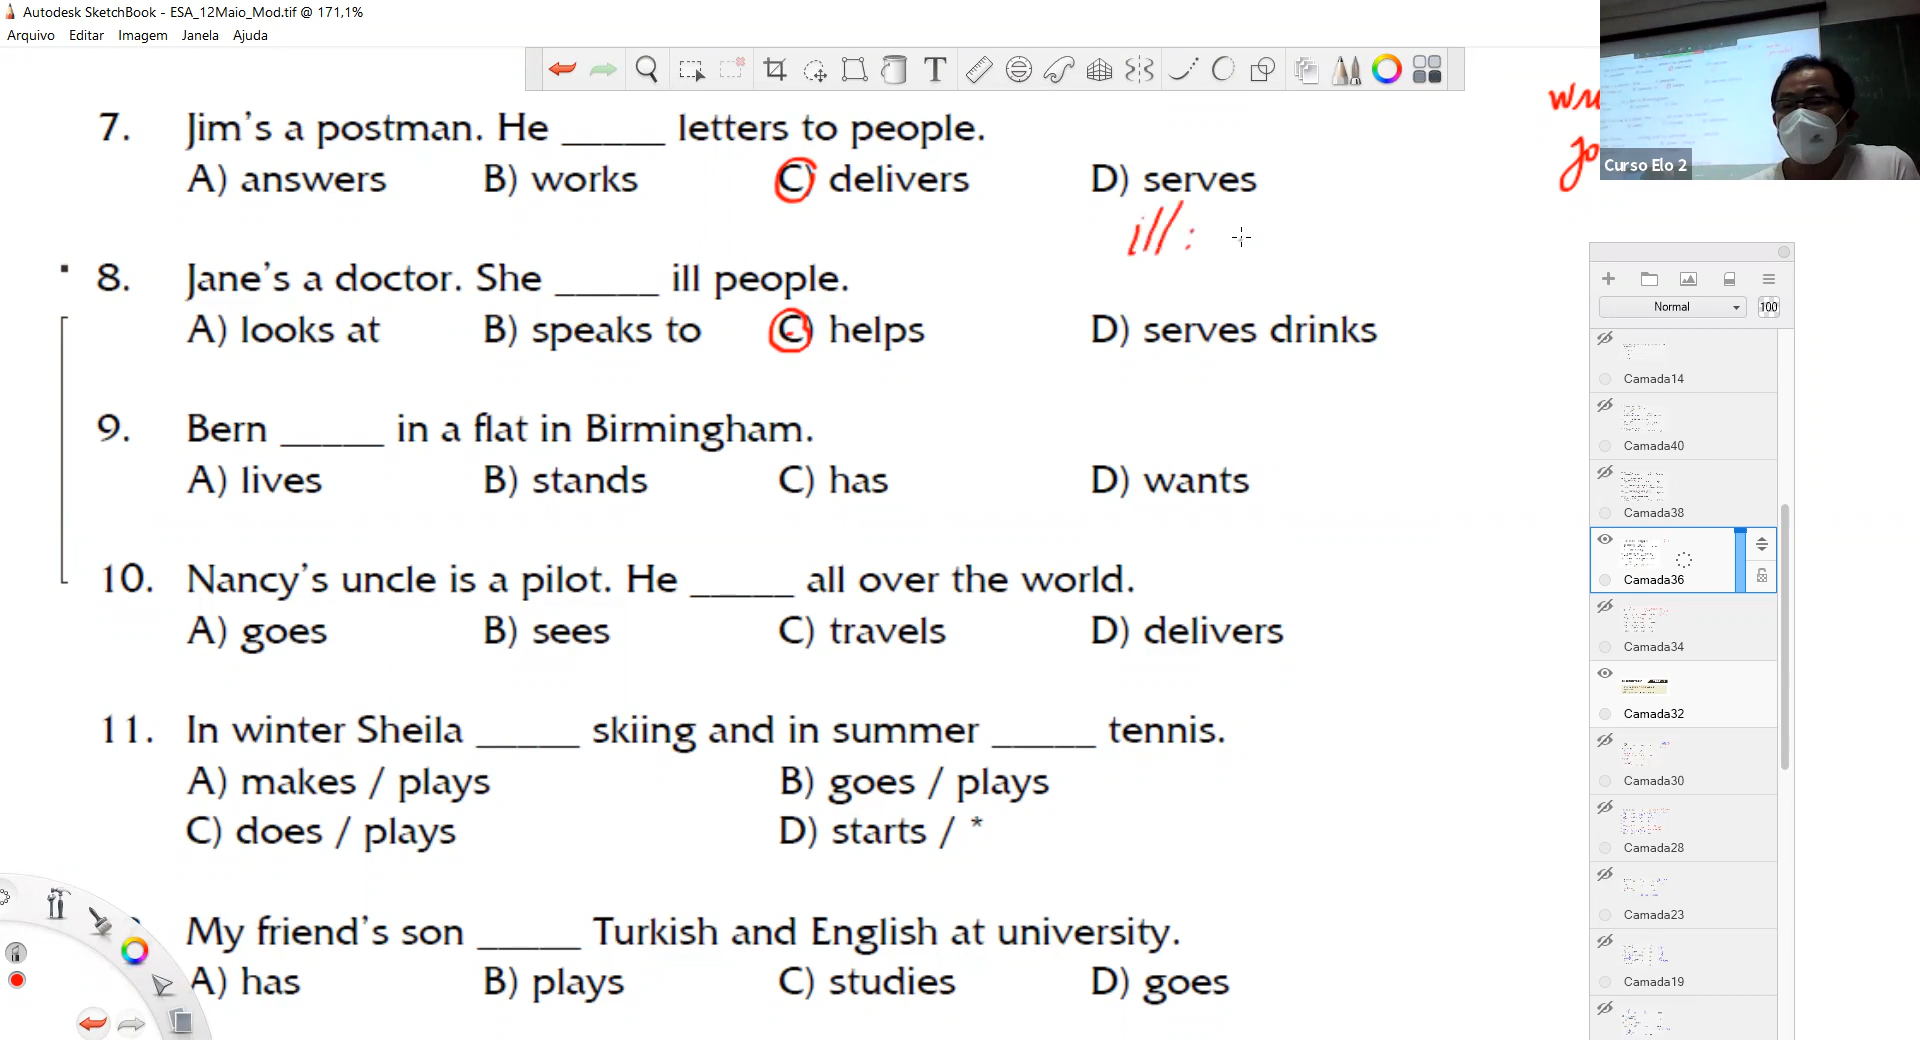 Autodesk SketchBook - ESA_12Maio_Mod.tif @ 171,1%
Arquivo Editar Imagem Janela Ajuda
7. Jim's a postman. He _____ letters to people.
A) answers B) works C) delivers D) serves
ill:
Curso Elo 2
8. Jane's a doctor. She _____ ill people.
A) looks at B) speaks to C) helps D) serves drinks
9. Bern _____ in a flat in Birmingham.
A) lives B) stands C) has D) wants
10. Nancy's uncle is a pilot. He _____ all over the world.
A) goes B) sees C) travels D) delivers
11. In winter Sheila _____ skiing and in summer _____ tennis.
A) makes / plays B) goes / plays
C) does / plays D) starts / *
My friend's son _____ Turkish and English at university.
A) has B) plays C) studies D) goes
Normal 100
Camada14
Camada40
Camada38
Camada36
Camada34
Camada32
Camada30
Camada28
Camada23
Camada19